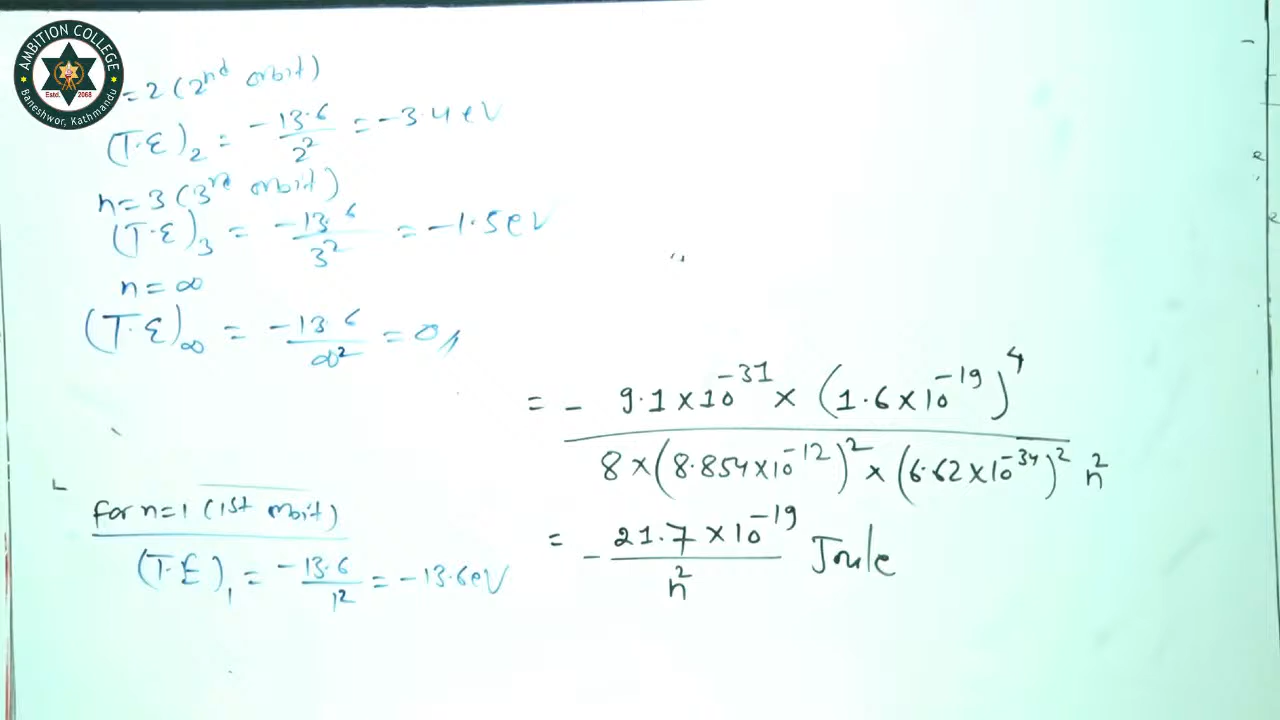 AMBITION COLLEGE
Estd. 2068
Baneshwor, Kathmandu
=2 (2nd orbit)
(T.E)₂ = -13.6/2² = -3.4 eV
n=3 (3rd orbit)
(T.E)₃ = -13.6/3² = -1.5 eV
n=∞
(T.E)∞ = -13.6/∞² = 0
for n=1 (1st orbit)
(T.E)₁ = -13.6/1² = -13.6 eV
= - 9.1×10⁻³¹ × (1.6×10⁻¹⁹)⁴
8×(8.854×10⁻¹²)² × (6.62×10⁻³⁴)² n²
= - 21.7×10⁻¹⁹/n² Joule